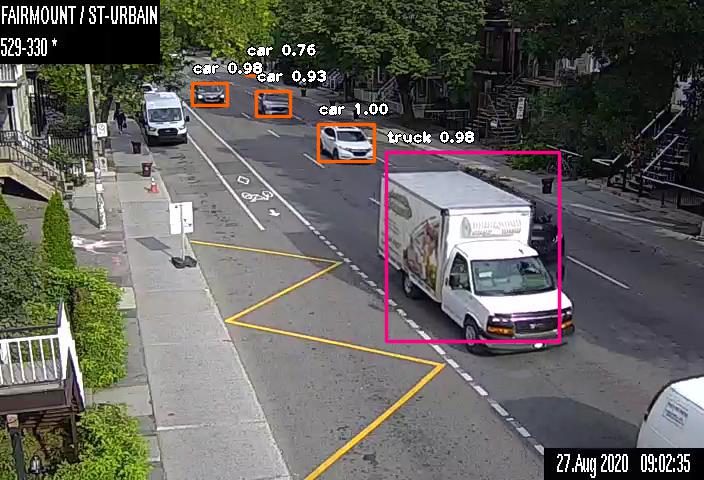 FAIRMOUNT / ST-URBAIN
529-330 *
car 0.76
car 0.98
car 0.93
car 1.00
truck 0.98
27.Aug 2020 09:02:35